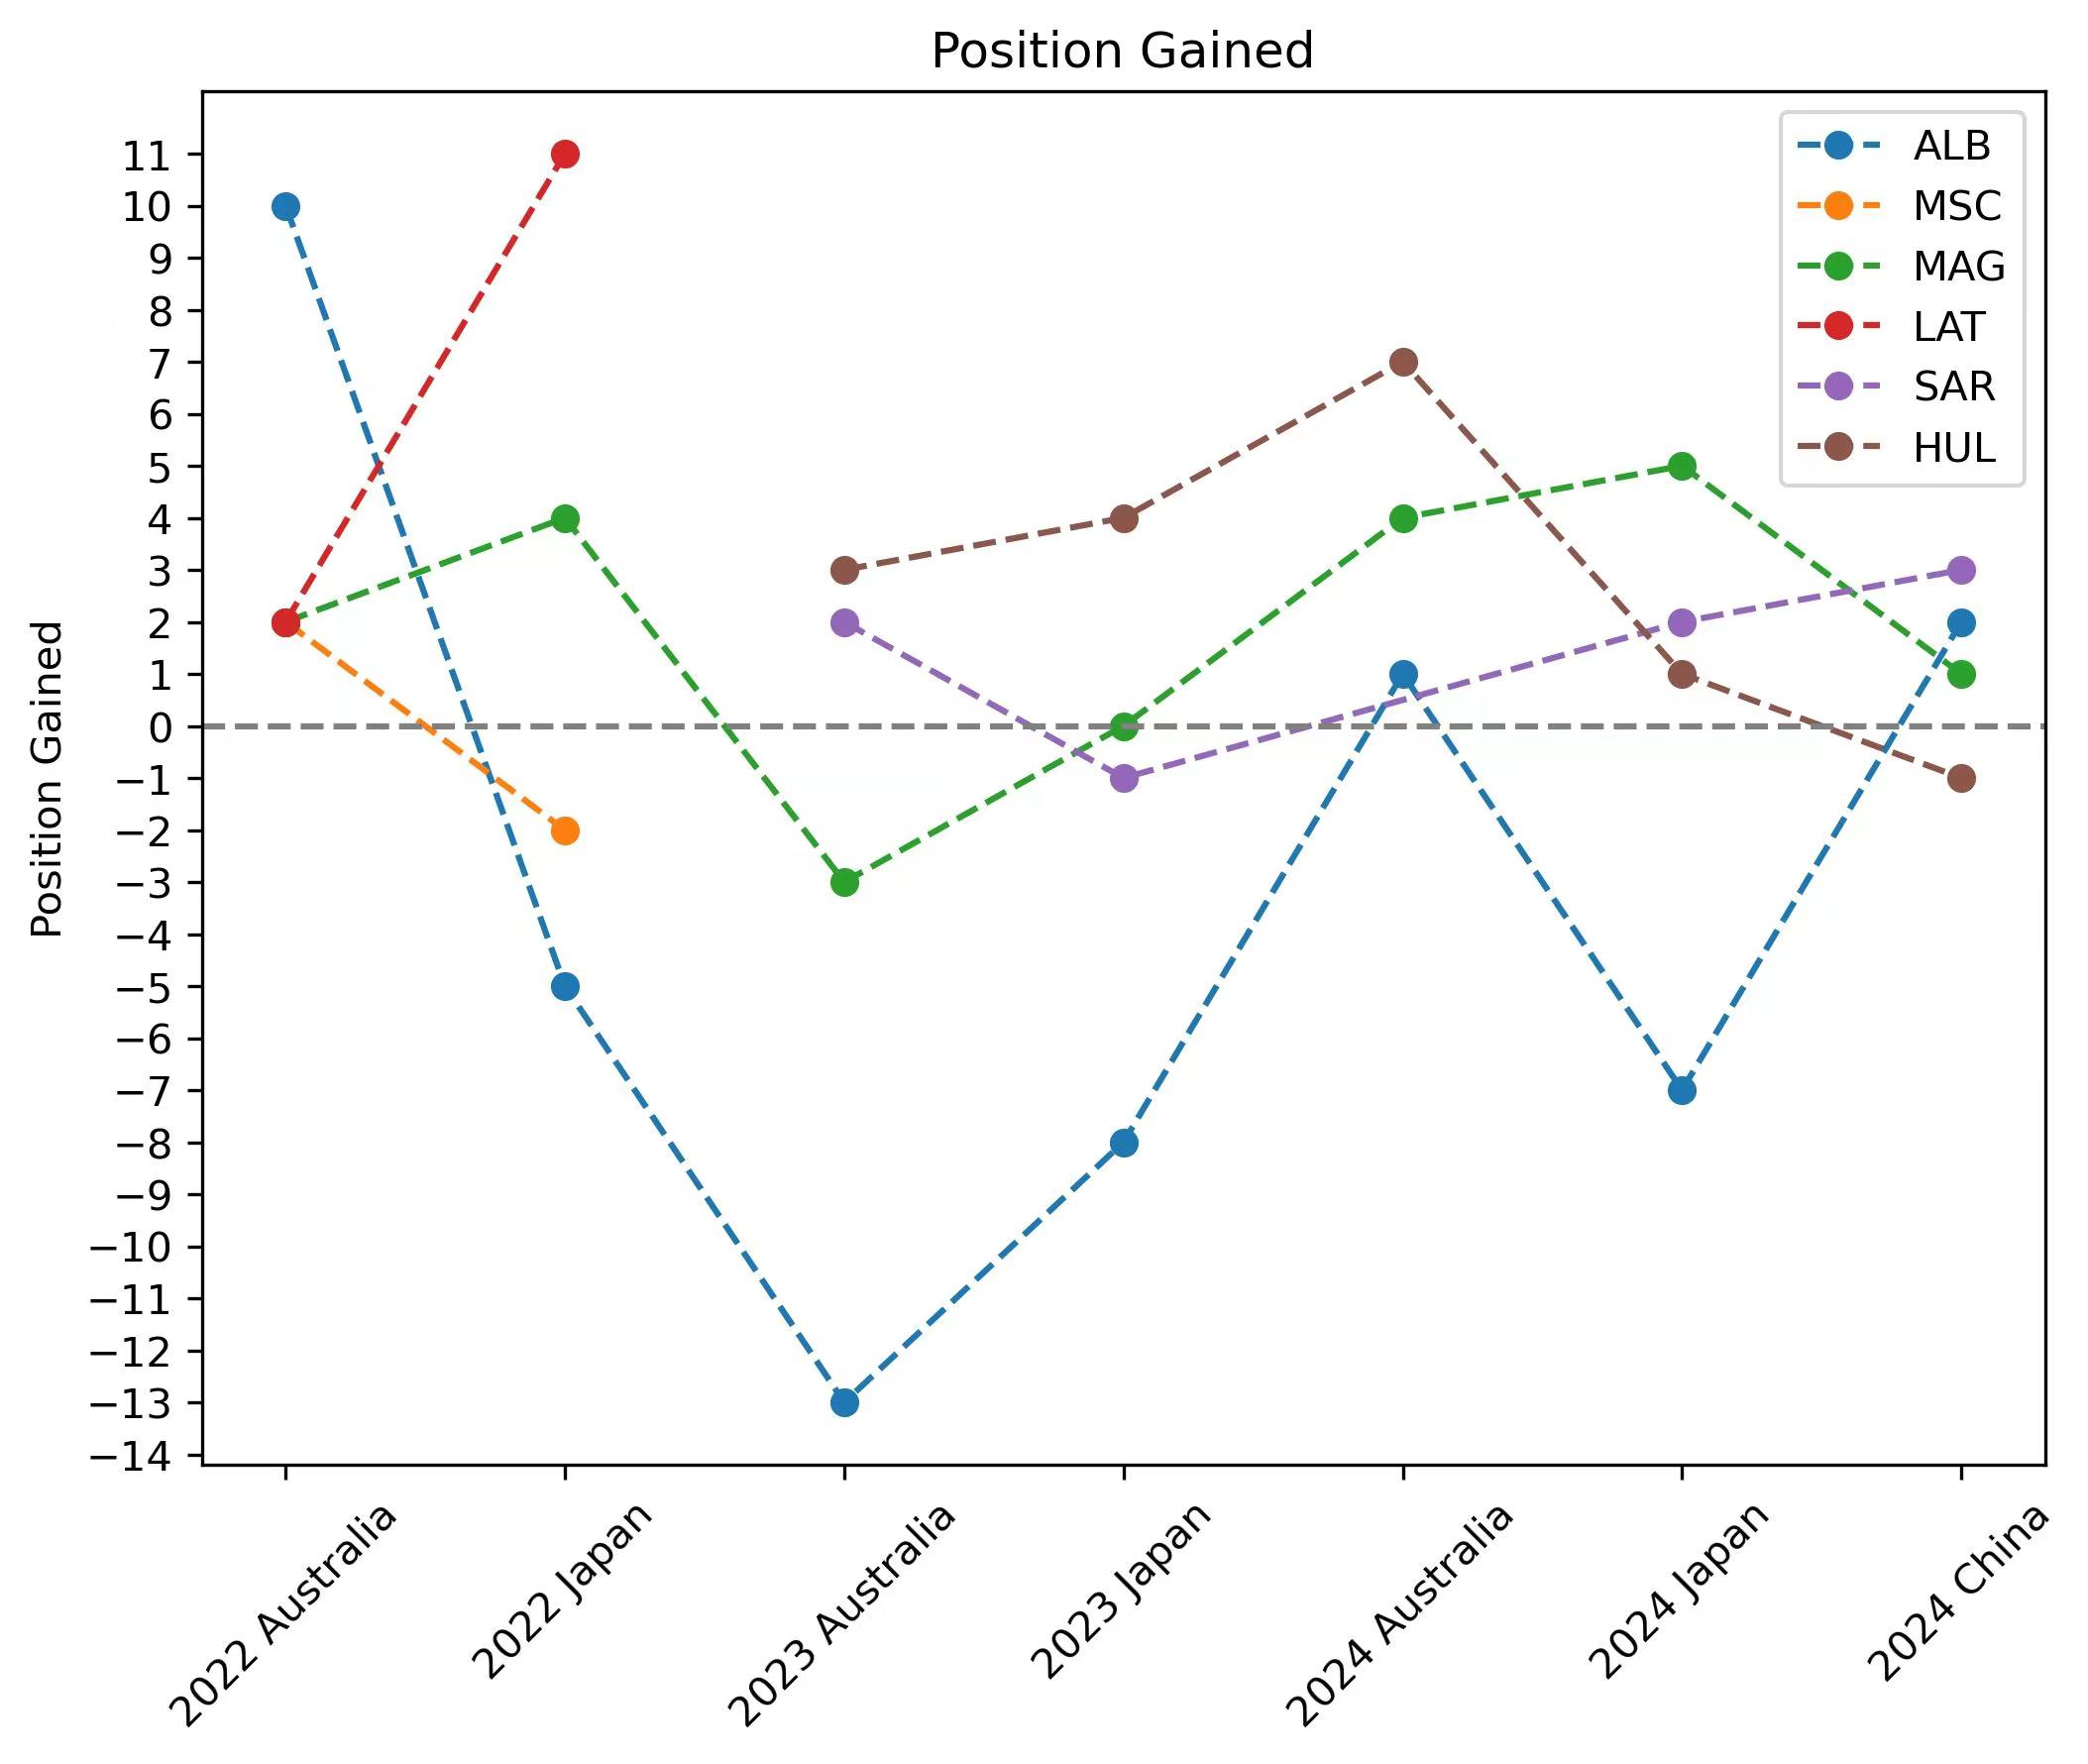 Position Gained
11
10
9
8
7
6
5
4
3
2
1
0
−1
−2
−3
−4
−5
−6
−7
−8
−9
−10
−11
−12
−13
−14
Position Gained
ALB
MSC
MAG
LAT
SAR
HUL
2022 Australia
2022 Japan
2023 Australia
2023 Japan
2024 Australia
2024 Japan
2024 China